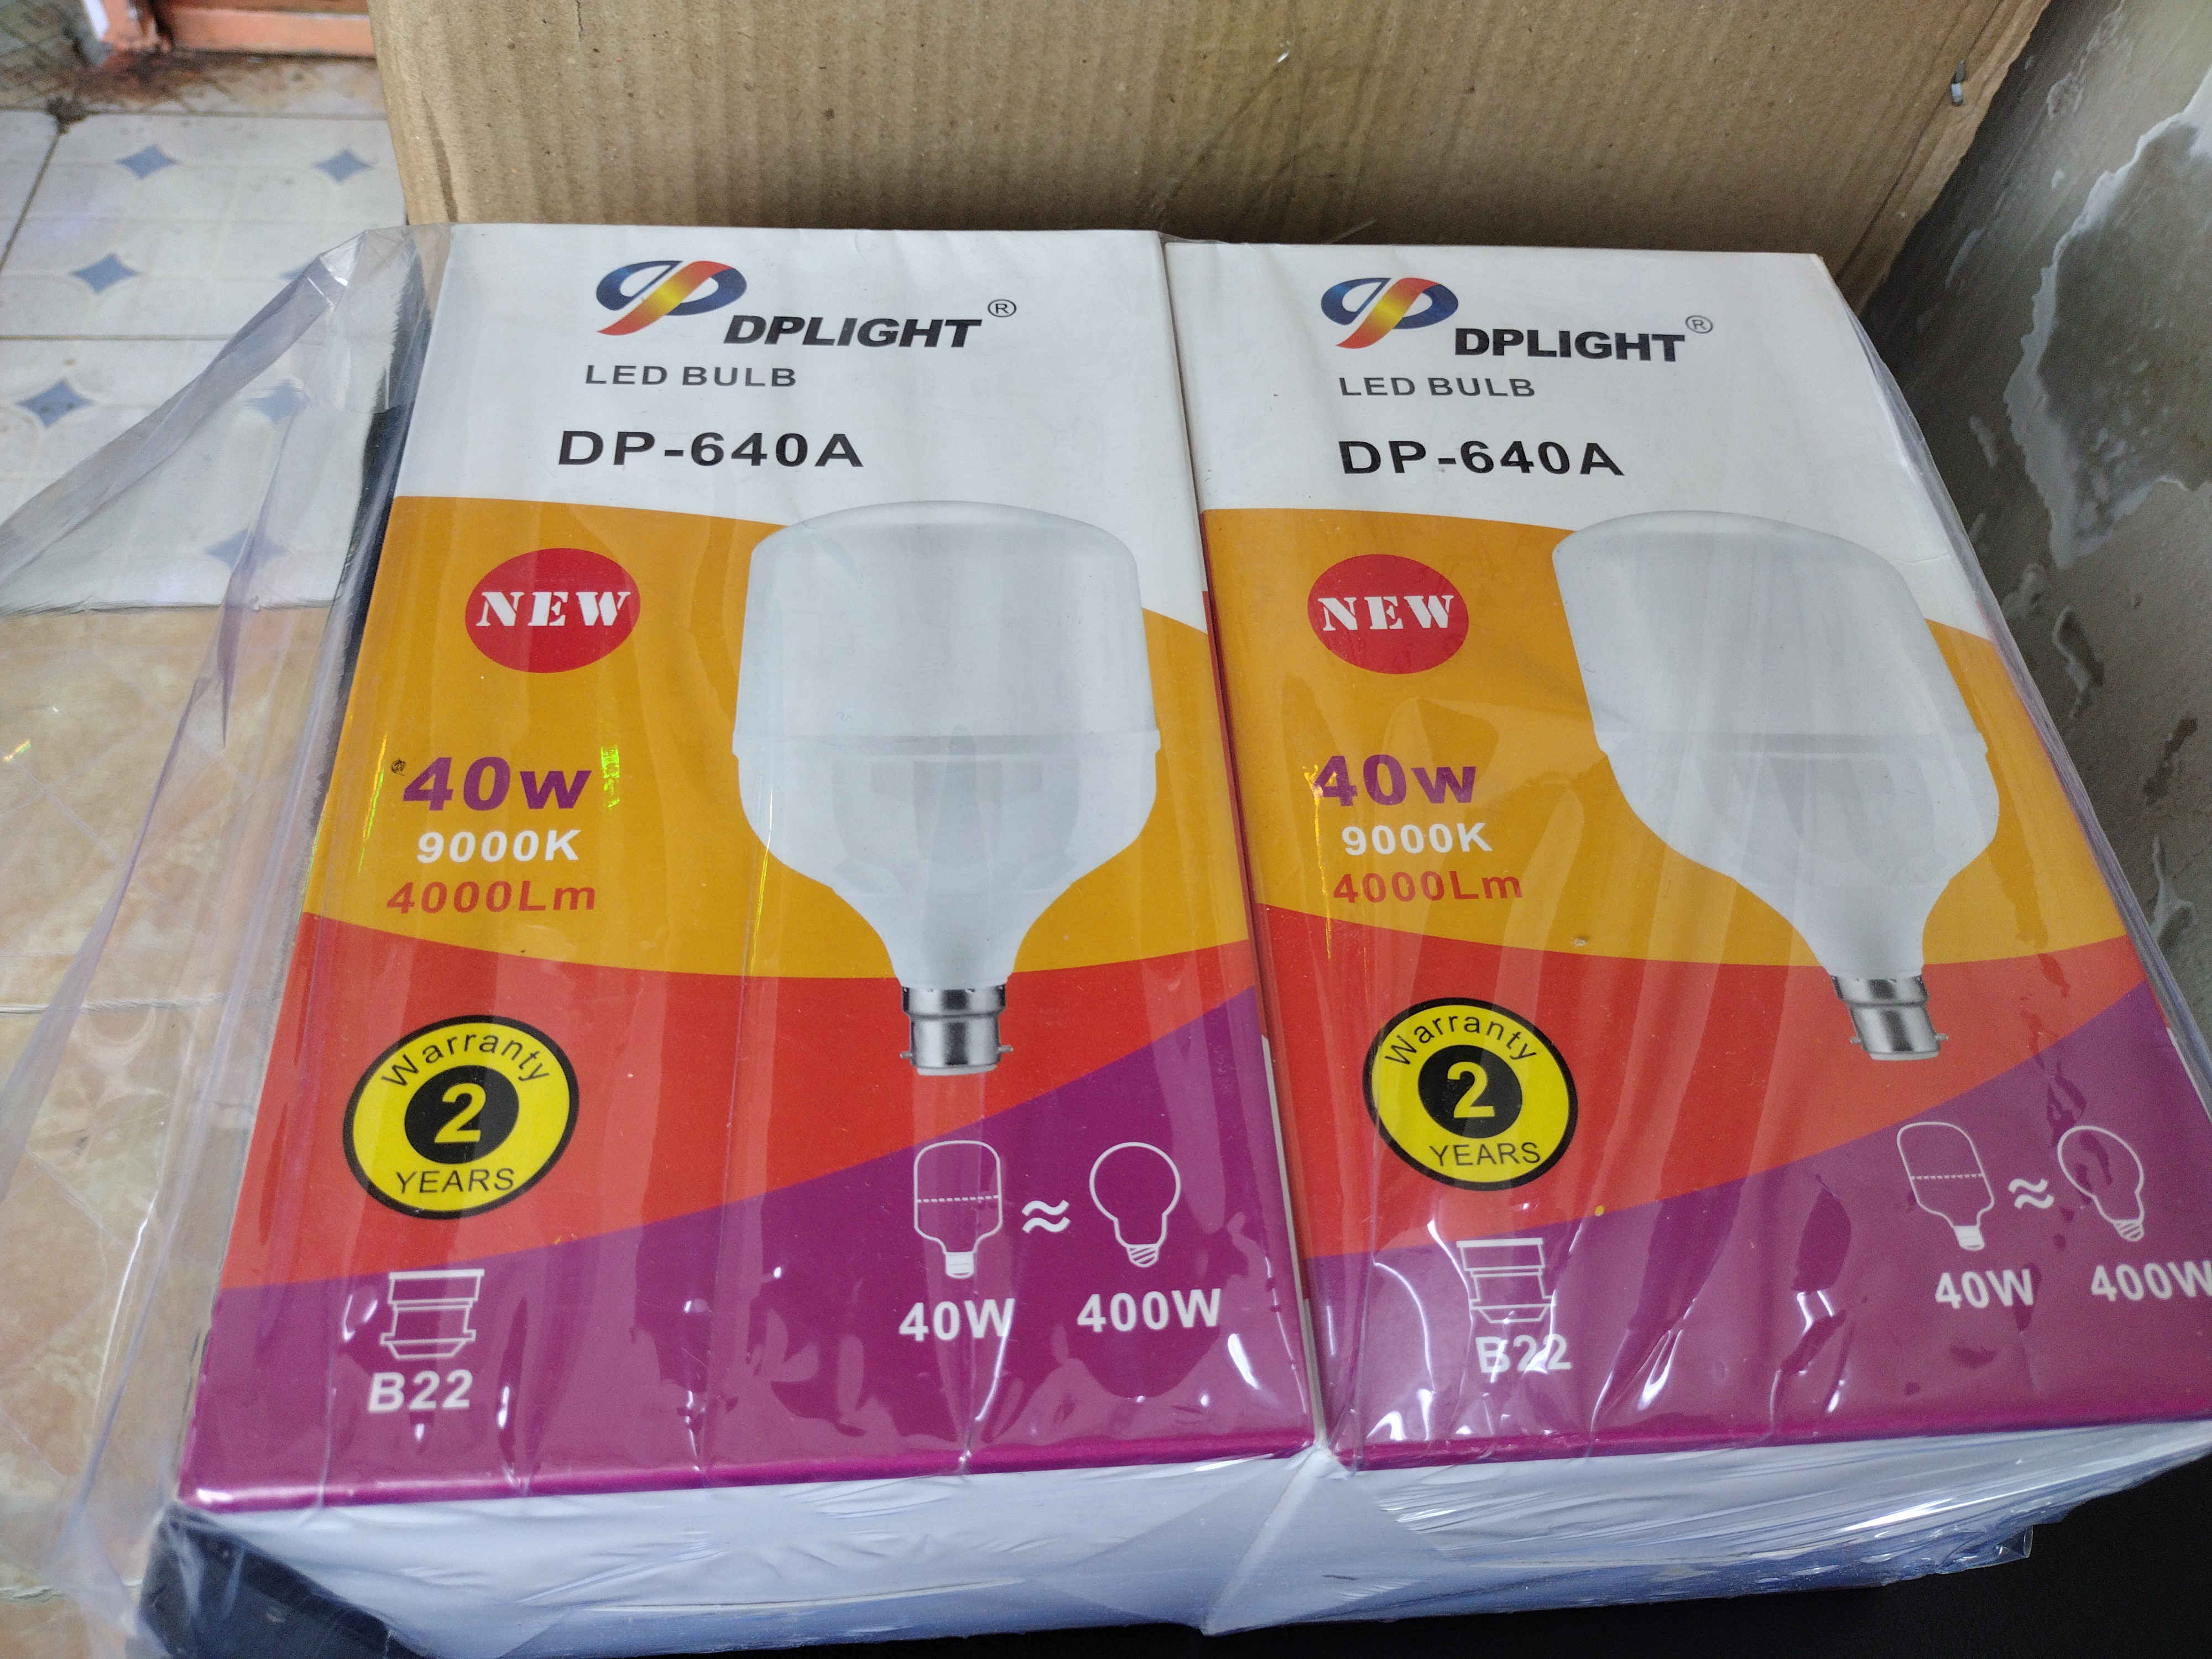 DPLIGHT ®
LED BULB
DP-640A
NEW
40w
9000K
4000Lm
Warranty
2
YEARS
B22
40W ≈ 400W
DPLIGHT ®
LED BULB
DP-640A
NEW
40w
9000K
4000Lm
Warranty
2
YEARS
B22
40W ≈ 400W